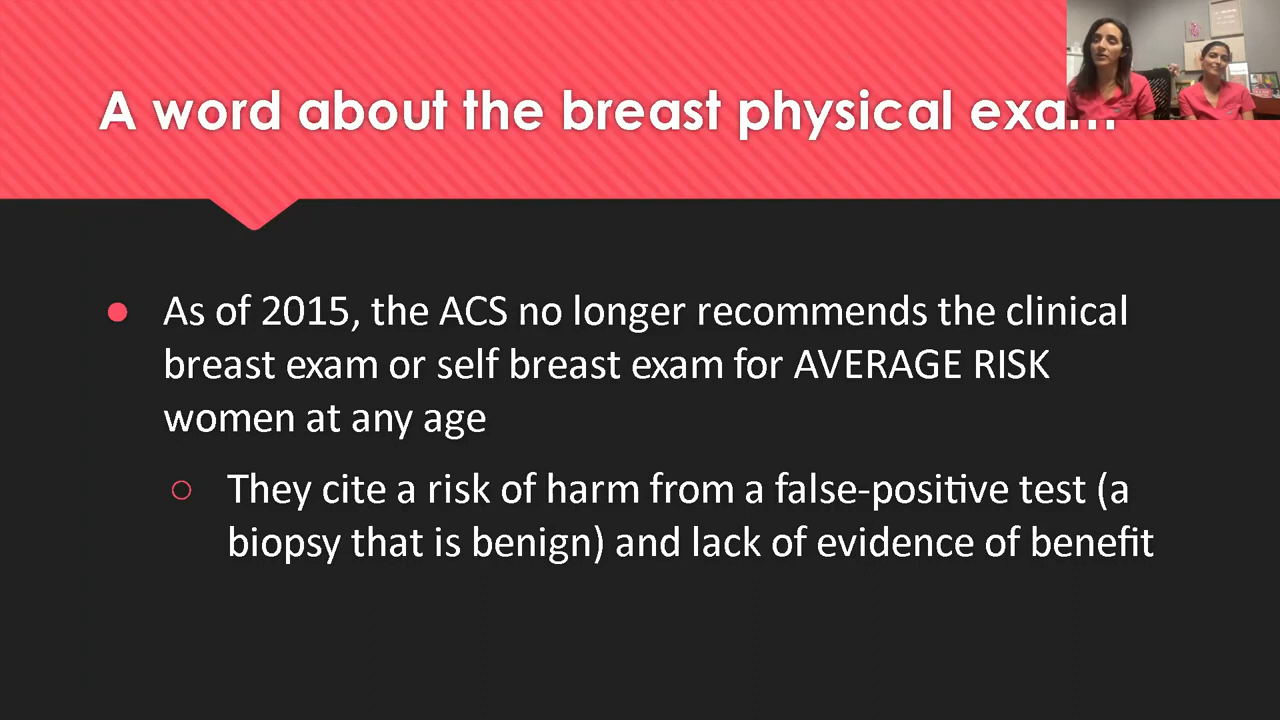 A word about the breast physical
As of 2015, the ACS no longer recommends the clinical
breast exam or self breast exam for AVERAGE RISK
women at any age
They cite a risk of harm from a false-positive test (a
biopsy that is benign) and lack of evidence of benefit